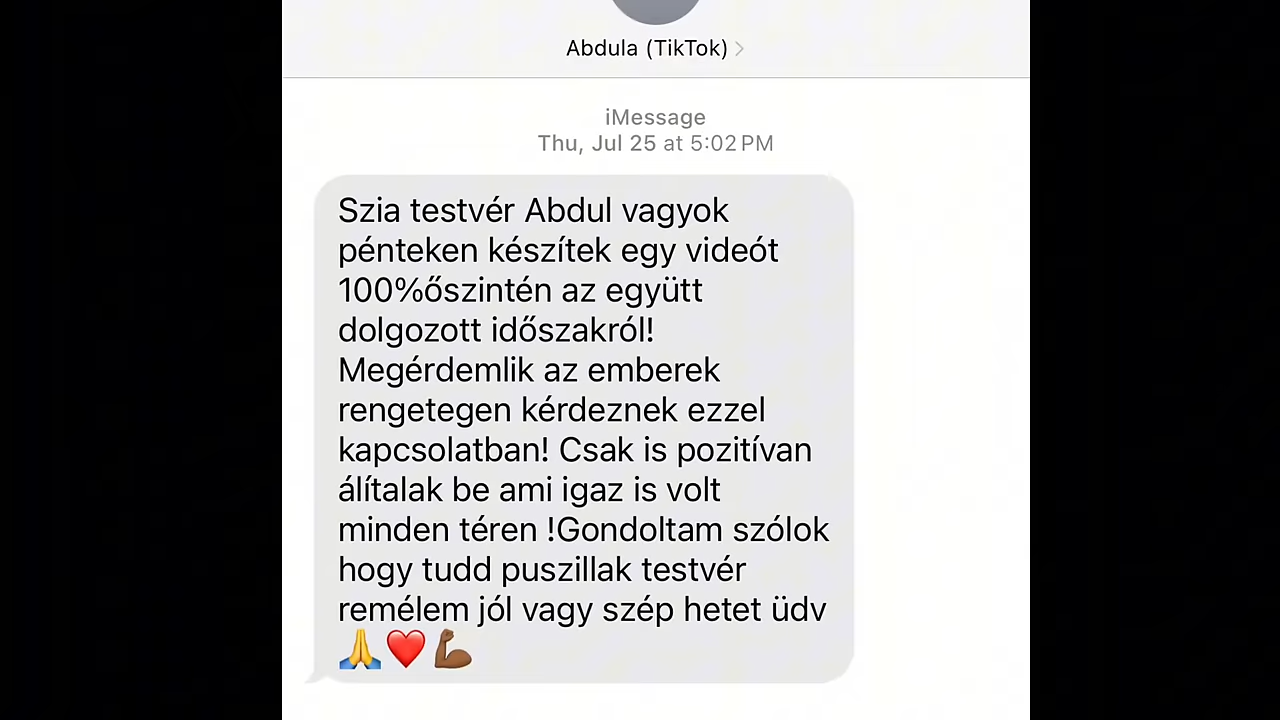 Abdula (TikTok)
iMessage
Thu, Jul 25 at 5:02 PM
Szia testvér Abdul vagyok
pénteken készítek egy videót
100%őszintén az együtt
dolgozott időszakról!
Megérdemlik az emberek
rengetegen kérdeznek ezzel
kapcsolatban! Csak is pozitívan
álítalak be ami igaz is volt
minden téren !Gondoltam szólok
hogy tudd puszillak testvér
remélem jól vagy szép hetet üdv
🙏❤️💪🏾